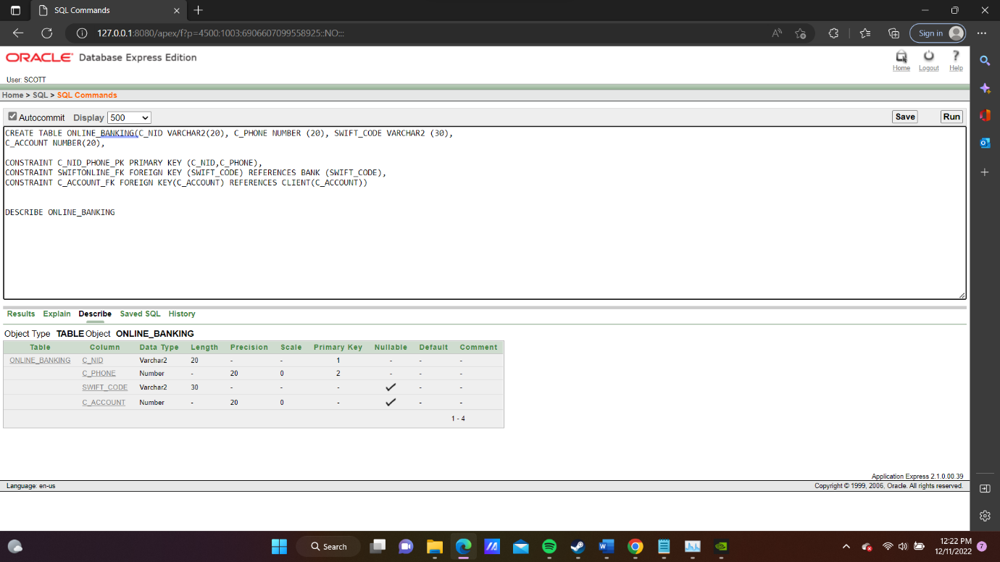 SQL Commands
127.0.0.1:8080/apex/f?p=4500:1003:6906607099558925::NO:::
Sign in
ORACLE Database Express Edition
Home Logout Help
User: SCOTT
Home > SQL > SQL Commands
Autocommit Display 500 Save Run
CREATE TABLE ONLINE_BANKING(C_NID VARCHAR2(20), C_PHONE NUMBER (20), SWIFT_CODE VARCHAR2 (30),
C_ACCOUNT NUMBER(20),
CONSTRAINT C_NID_PHONE_PK PRIMARY KEY (C_NID,C_PHONE),
CONSTRAINT SWIFTONLINE_FK FOREIGN KEY (SWIFT_CODE) REFERENCES BANK (SWIFT_CODE),
CONSTRAINT C_ACCOUNT_FK FOREIGN KEY(C_ACCOUNT) REFERENCES CLIENT(C_ACCOUNT))
DESCRIBE ONLINE_BANKING
Results Explain Describe Saved SQL History
Object Type TABLE Object ONLINE_BANKING
Table Column Data Type Length Precision Scale Primary Key Nullable Default Comment
ONLINE_BANKING C_NID Varchar2 20 - - 1 - - -
C_PHONE Number - 20 0 2 - - -
SWIFT_CODE Varchar2 30 - - - - -
C_ACCOUNT Number - 20 0 - - -
1 - 4
Application Express 2.1.0.00.39
Language: en-us Copyright © 1999, 2006, Oracle. All rights reserved.
Search
12:22 PM
12/11/2022 7